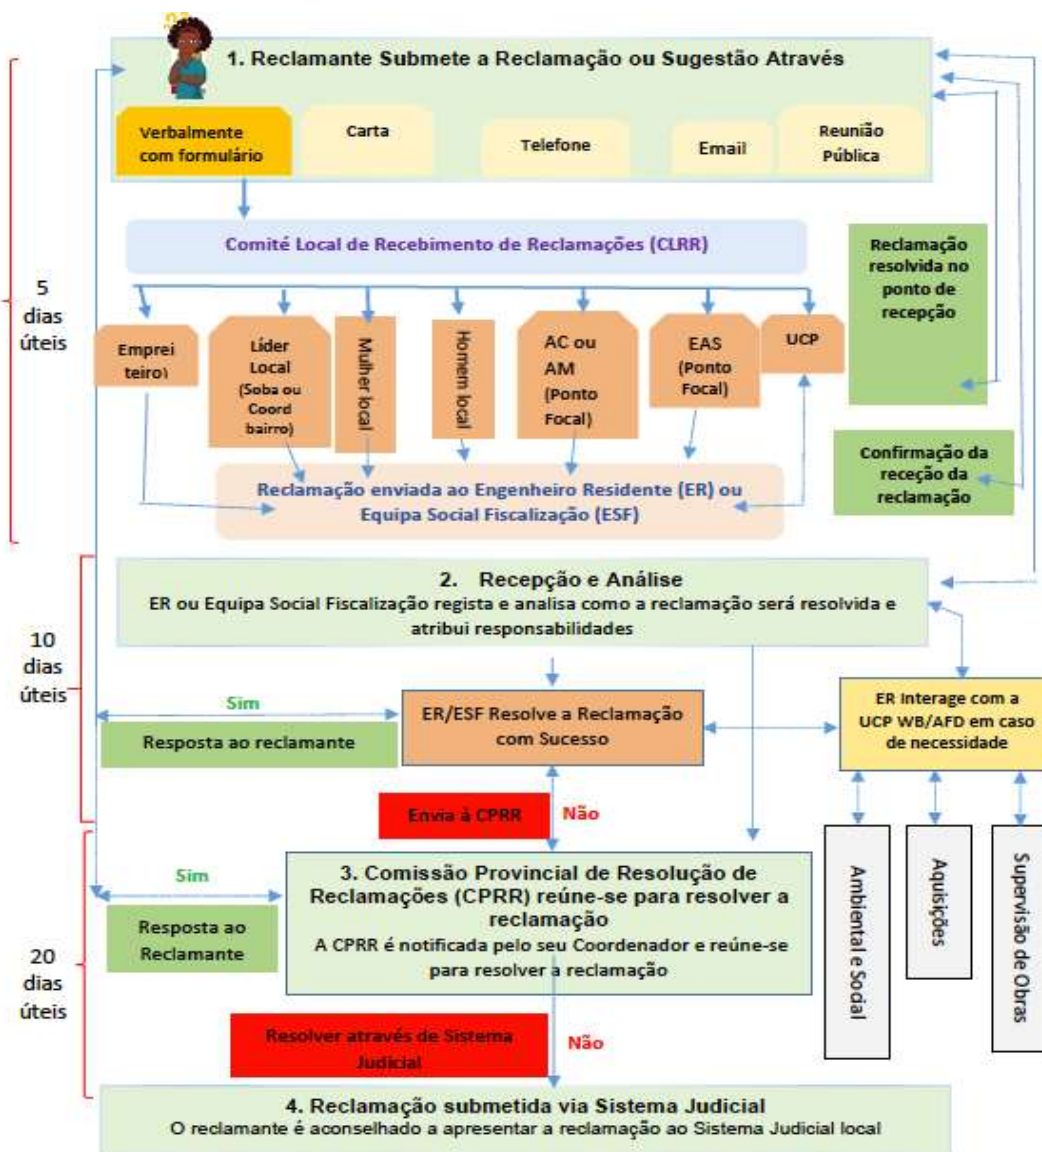 1. Reclamante Submete a Reclamação ou Sugestão Através
Verbalmente
com formulário
Carta
Telefone
Email
Reunião
Pública
Comité Local de Recebimento de Reclamações (CLRR)
Reclamação
resolvida no
ponto de
recepção
5
dias
úteis
Emprei
teiro)
Líder
Local
(Soba ou
Coord
bairro)
Mulher local
Homem local
AC ou
AM
(Ponto
Focal)
EAS
(Ponto
Focal)
UCP
Confirmação da
receção da
reclamação
Reclamação enviada ao Engenheiro Residente (ER) ou
Equipa Social Fiscalização (ESF)
2. Recepção e Análise
ER ou Equipa Social Fiscalização regista e analisa como a reclamação será resolvida e
atribui responsabilidades
10
dias
úteis
Sim
Resposta ao reclamante
ER/ESF Resolve a Reclamação
com Sucesso
ER Interage com a
UCP WB/AFD em caso
de necessidade
Envia à CPRR
Não
3. Comissão Provincial de Resolução de
Reclamações (CPRR) reúne-se para resolver a
reclamação
A CPRR é notificada pelo seu Coordenador e reúne-se
para resolver a reclamação
Sim
Resposta ao
Reclamante
Ambiental e Social
Aquisições
Supervisão de Obras
20
dias
úteis
Resolver através de Sistema
Judicial
Não
4. Reclamação submetida via Sistema Judicial
O reclamante é aconselhado a apresentar a reclamação ao Sistema Judicial local